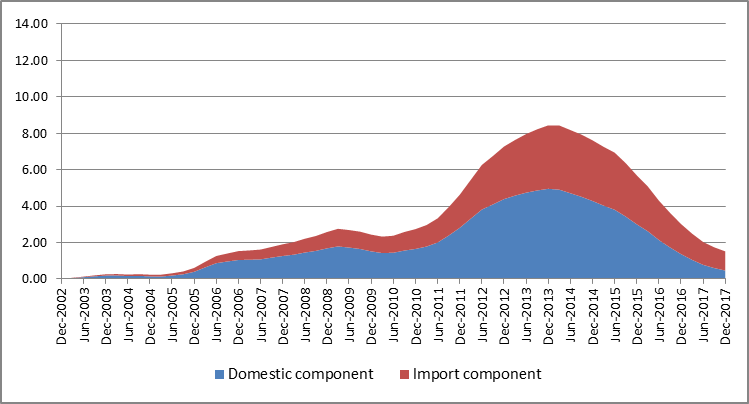 14.00
12.00
10.00
8.00
6.00
4.00
2.00
0.00
Dec-2002
Jun-2003
Dec-2003
Jun-2004
Dec-2004
Jun-2005
Dec-2005
Jun-2006
Dec-2006
Jun-2007
Dec-2007
Jun-2008
Dec-2008
Jun-2009
Dec-2009
Jun-2010
Dec-2010
Jun-2011
Dec-2011
Jun-2012
Dec-2012
Jun-2013
Dec-2013
Jun-2014
Dec-2014
Jun-2015
Dec-2015
Jun-2016
Dec-2016
Jun-2017
Dec-2017
Domestic component
Import component